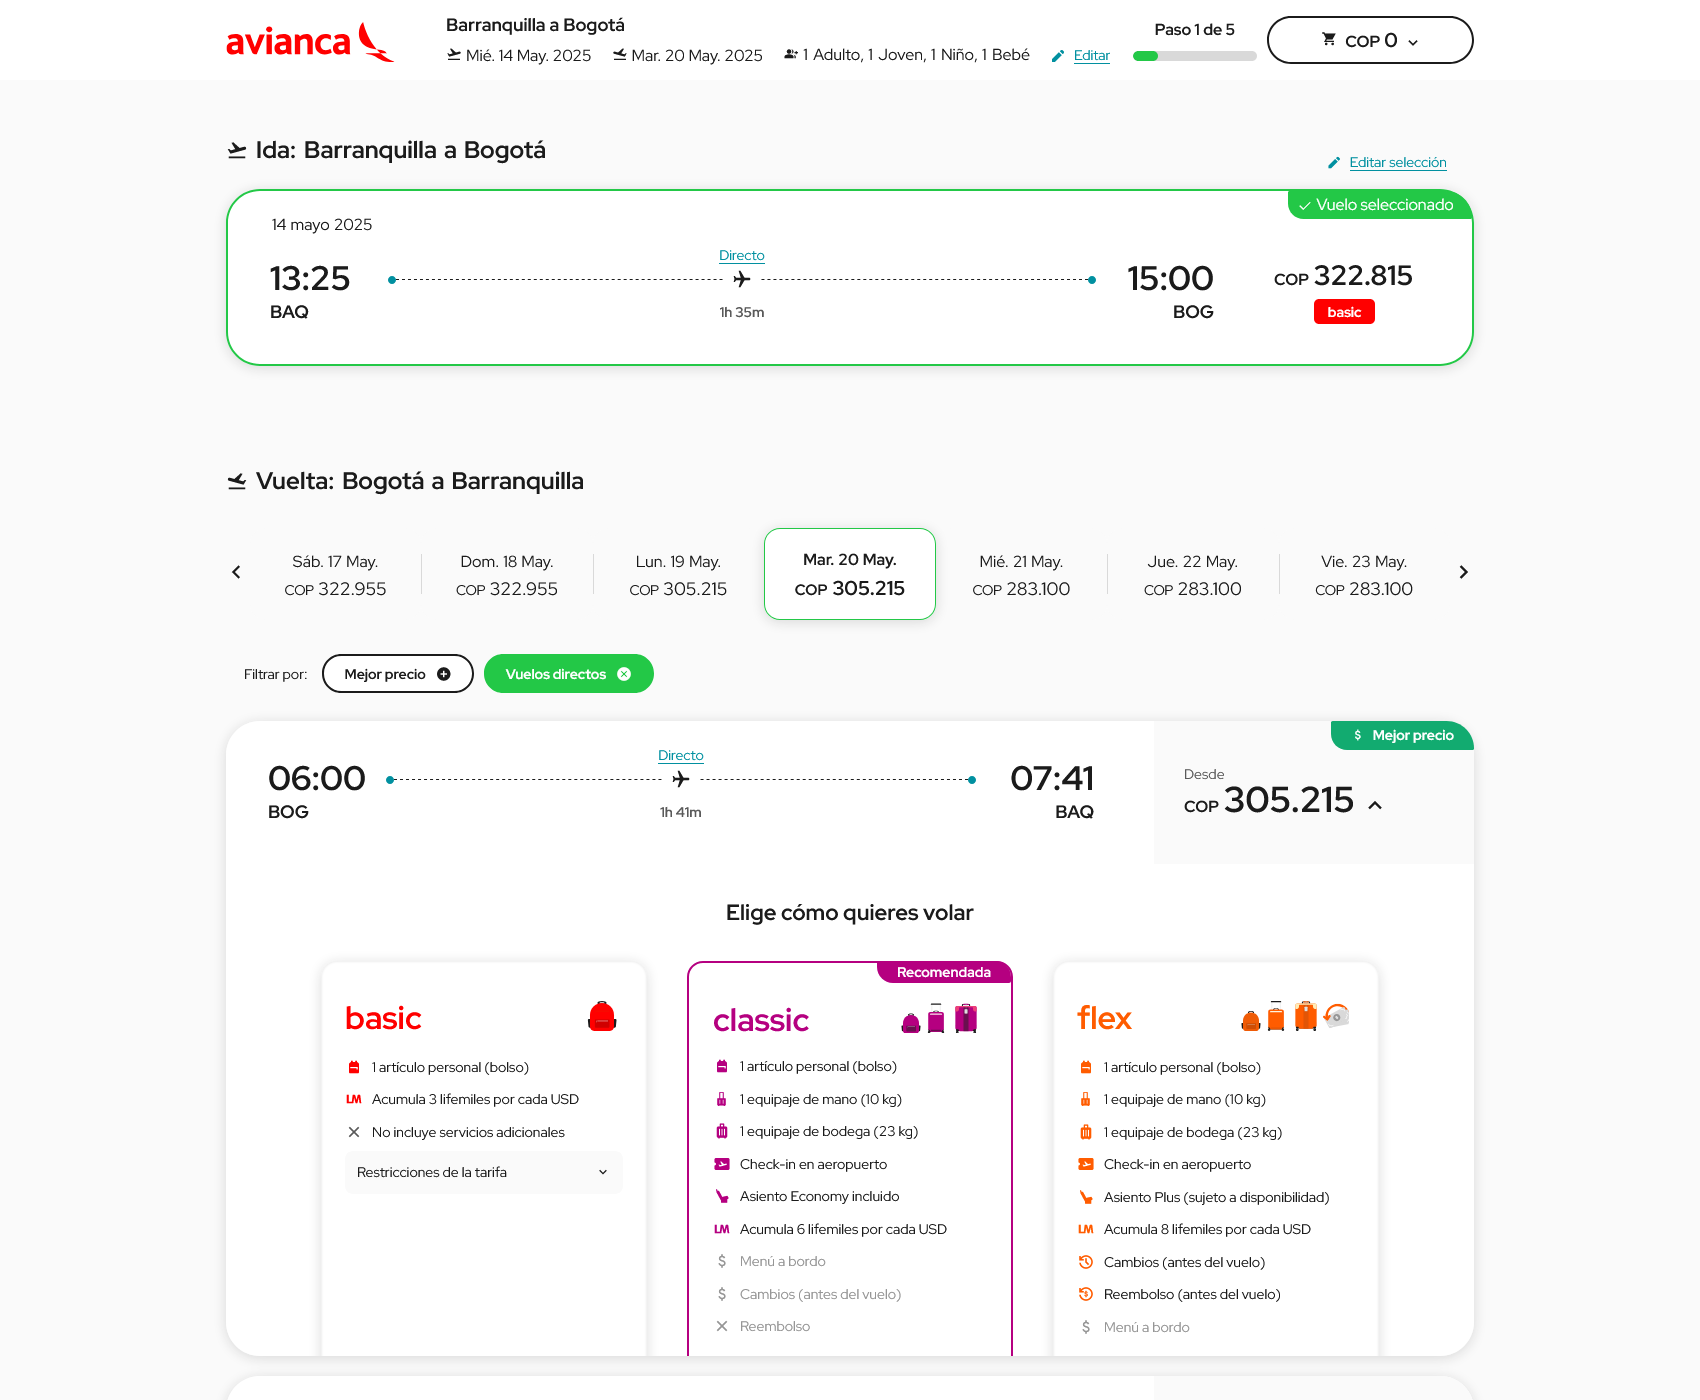 avianca
Barranquilla a Bogotá
Mié. 14 May. 2025 Mar. 20 May. 2025 1 Adulto, 1 Joven, 1 Niño, 1 Bebé Editar
Paso 1 de 5
COP 0
Ida: Barranquilla a Bogotá
Editar selección
Vuelo seleccionado
14 mayo 2025
Directo
13:25 15:00 COP 322.815
BAQ 1h 35m BOG basic
Vuelta: Bogotá a Barranquilla
Sáb. 17 May. Dom. 18 May. Lun. 19 May. Mar. 20 May. Mié. 21 May. Jue. 22 May. Vie. 23 May.
COP 322.955 COP 322.955 COP 305.215 COP 305.215 COP 283.100 COP 283.100 COP 283.100
Filtrar por: Mejor precio Vuelos directos
$ Mejor precio
Directo
06:00 07:41
BOG 1h 41m BAQ
Desde
COP 305.215
Elige cómo quieres volar
basic
1 artículo personal (bolso)
LM Acumula 3 lifemiles por cada USD
No incluye servicios adicionales
Restricciones de la tarifa
Recomendada
classic
1 artículo personal (bolso)
1 equipaje de mano (10 kg)
1 equipaje de bodega (23 kg)
Check-in en aeropuerto
Asiento Economy incluido
LM Acumula 6 lifemiles por cada USD
$ Menú a bordo
$ Cambios (antes del vuelo)
Reembolso
flex
1 artículo personal (bolso)
1 equipaje de mano (10 kg)
1 equipaje de bodega (23 kg)
Check-in en aeropuerto
Asiento Plus (sujeto a disponibilidad)
LM Acumula 8 lifemiles por cada USD
Cambios (antes del vuelo)
Reembolso (antes del vuelo)
$ Menú a bordo